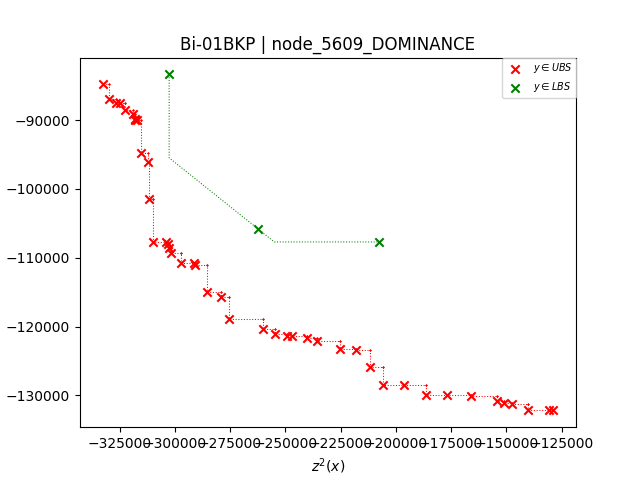 Bi-01BKP | node_5609_DOMINANCE
y ∈ UBS
y ∈ LBS
−90000
−100000
−110000
−120000
−130000
−325000 −300000 −275000 −250000 −225000 −200000 −175000 −150000 −125000
z²(x)